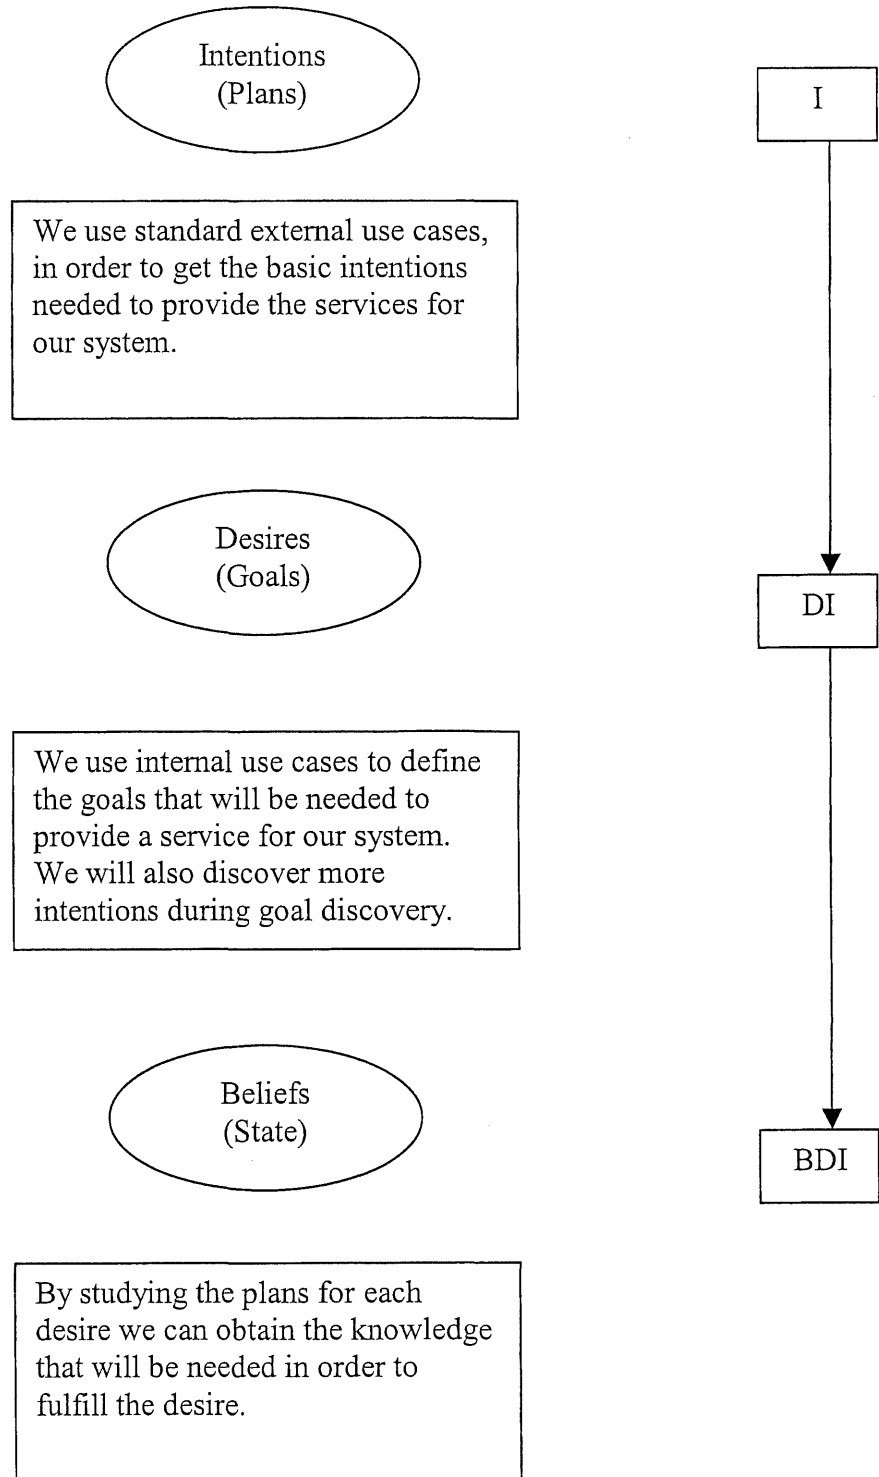 Intentions
(Plans)
I
We use standard external use cases,
in order to get the basic intentions
needed to provide the services for
our system.
Desires
(Goals)
DI
We use internal use cases to define
the goals that will be needed to
provide a service for our system.
We will also discover more
intentions during goal discovery.
Beliefs
(State)
BDI
By studying the plans for each
desire we can obtain the knowledge
that will be needed in order to
fulfill the desire.